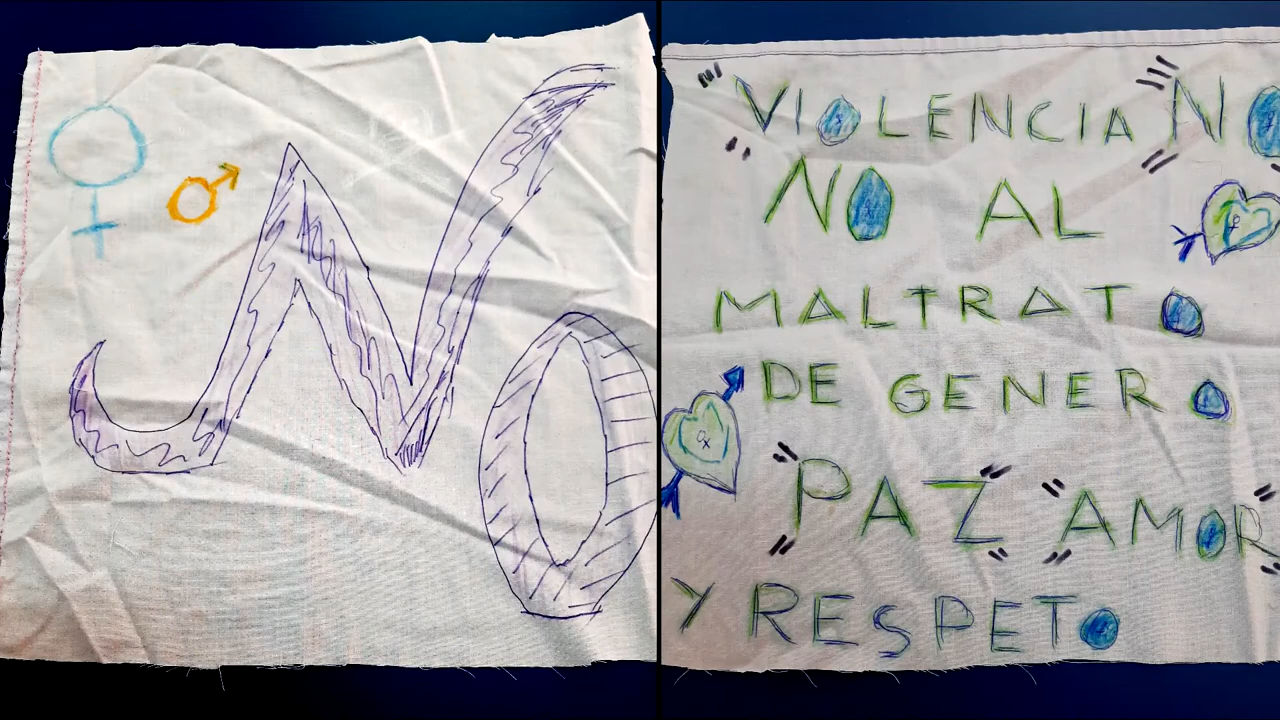 NO
"VIOLENCIA "NO
NO AL
MALTRATO
DE GENERO
"PAZ" "AMOR"
Y RESPETO